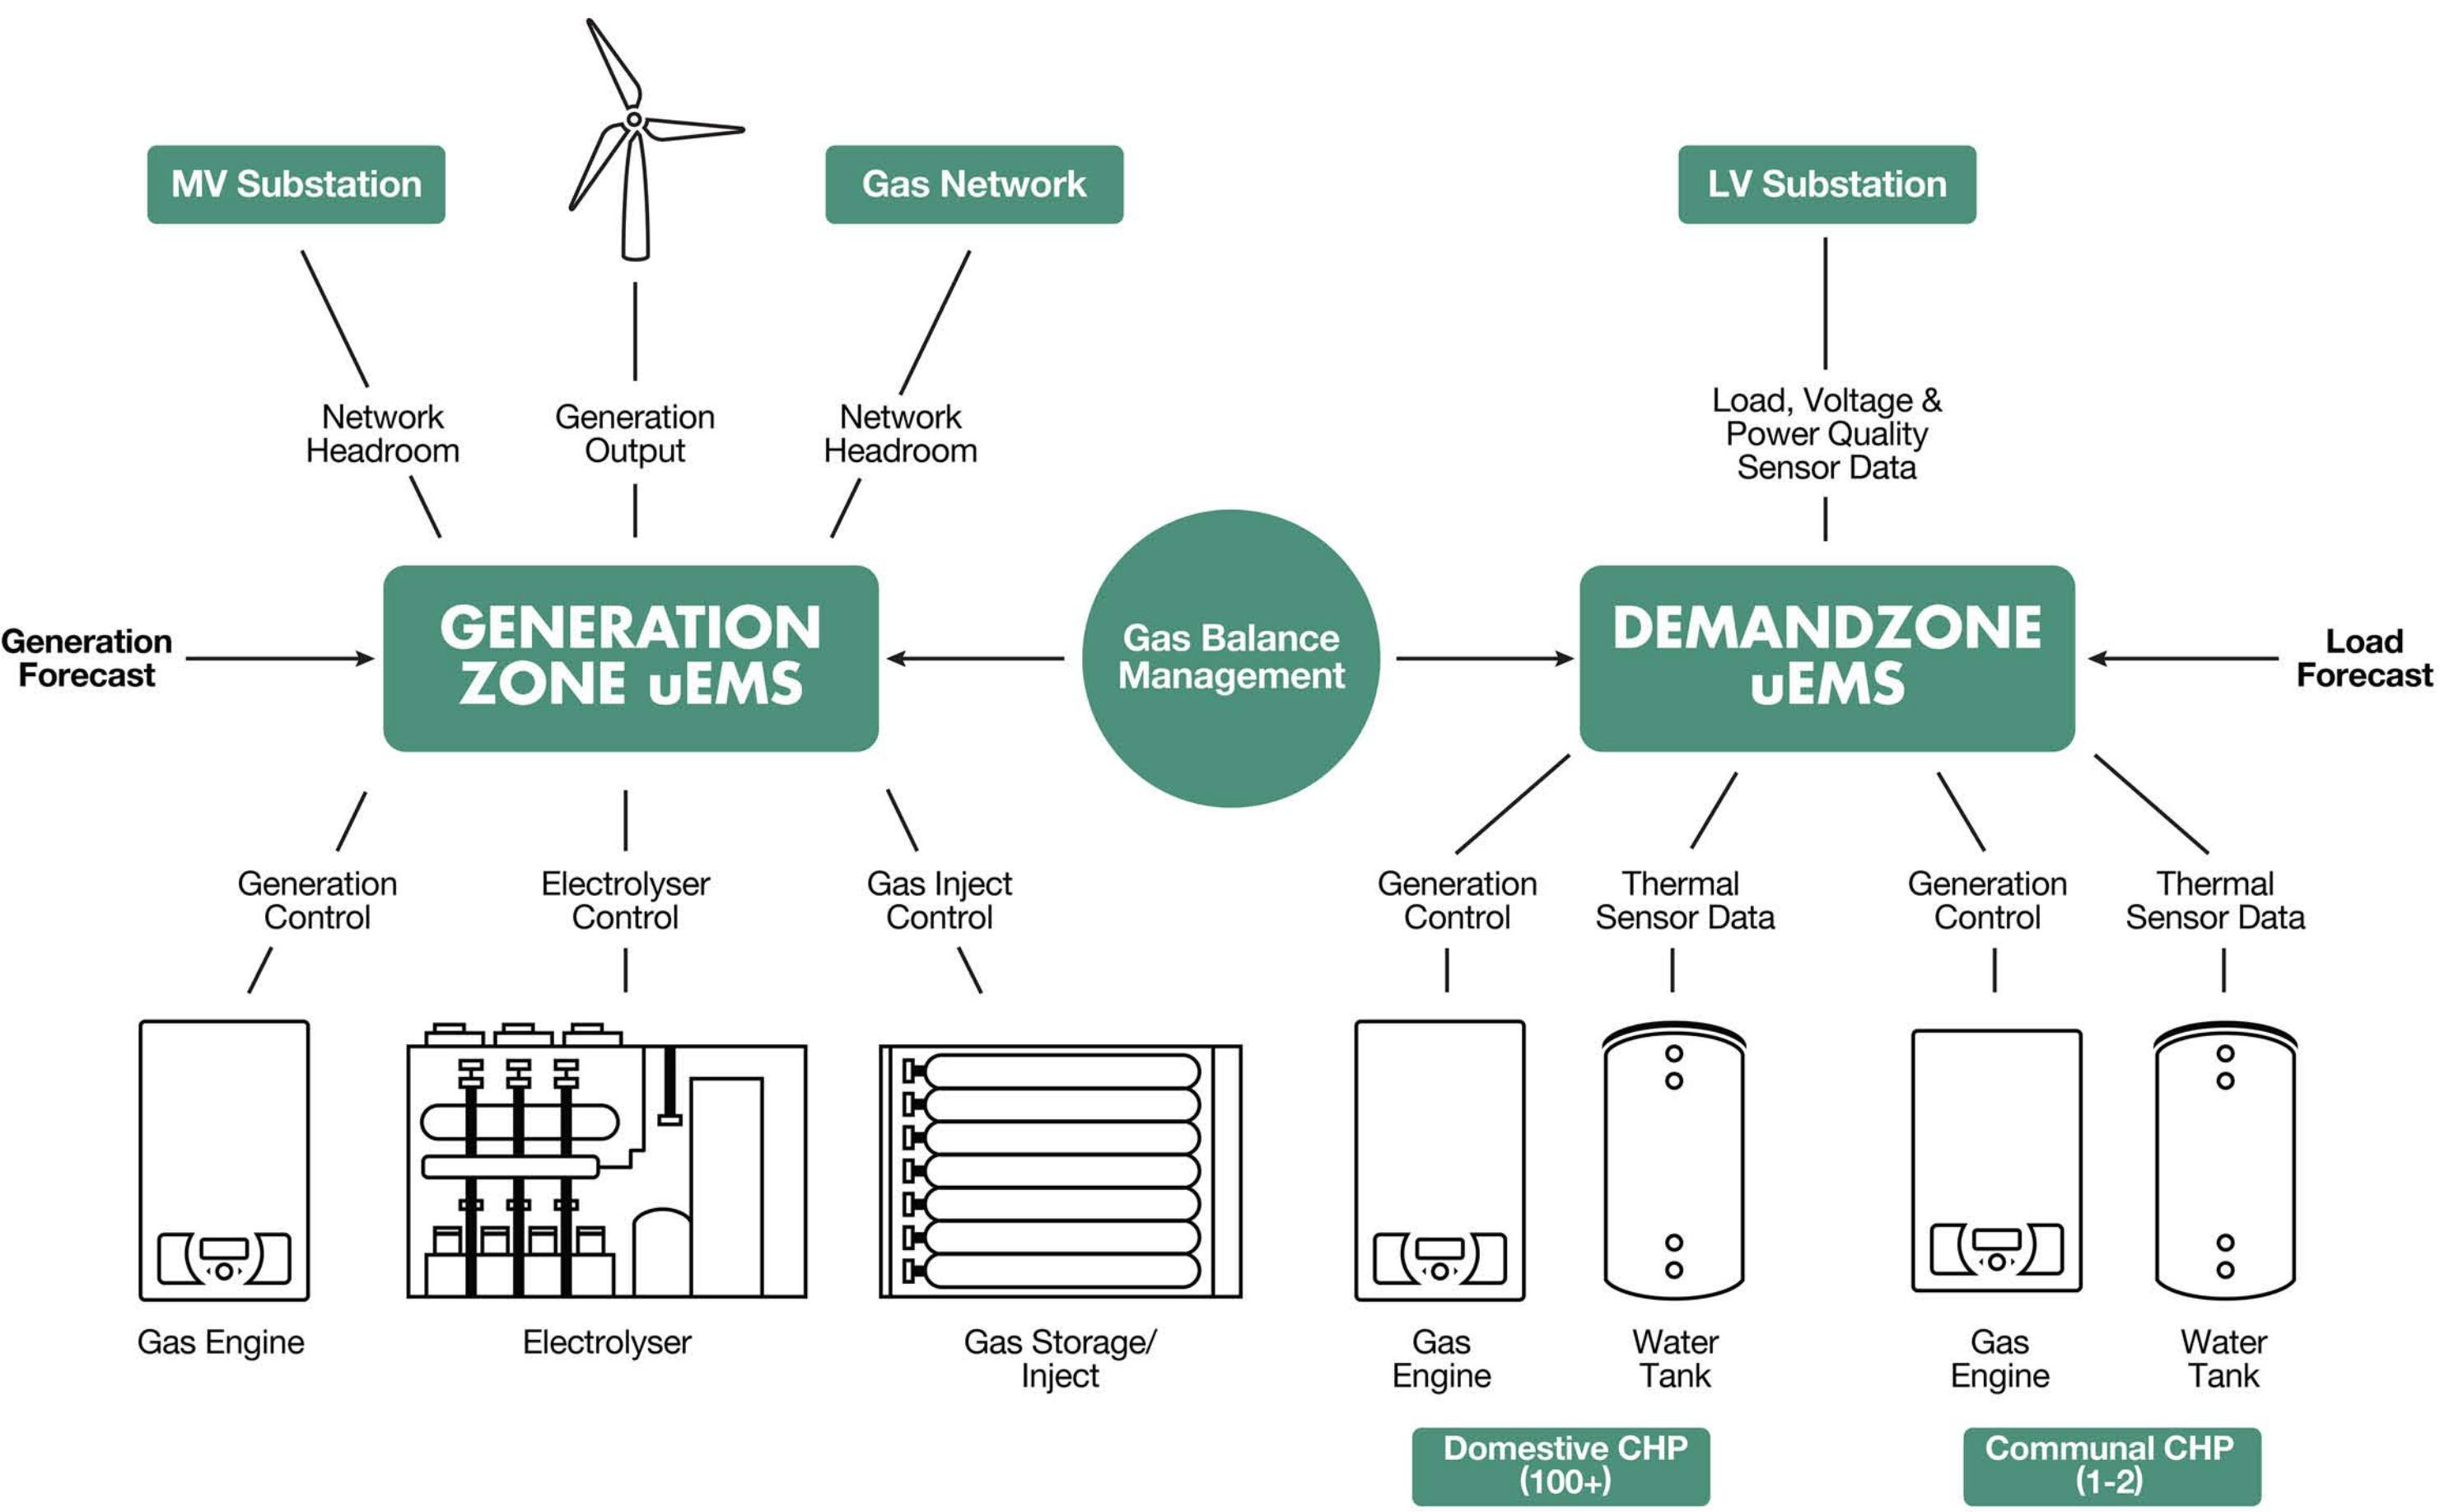 MV Substation
Gas Network
LV Substation
Network
Headroom
Generation
Output
Network
Headroom
Load, Voltage &
Power Quality
Sensor Data
Generation
Forecast
GENERATION
ZONE uEMS
Gas Balance
Management
DEMANDZONE
uEMS
Load
Forecast
Generation
Control
Electrolyser
Control
Gas Inject
Control
Generation
Control
Thermal
Sensor Data
Generation
Control
Thermal
Sensor Data
Gas Engine
Electrolyser
Gas Storage/
Inject
Gas
Engine
Water
Tank
Gas
Engine
Water
Tank
Domestive CHP
(100+)
Communal CHP
(1-2)